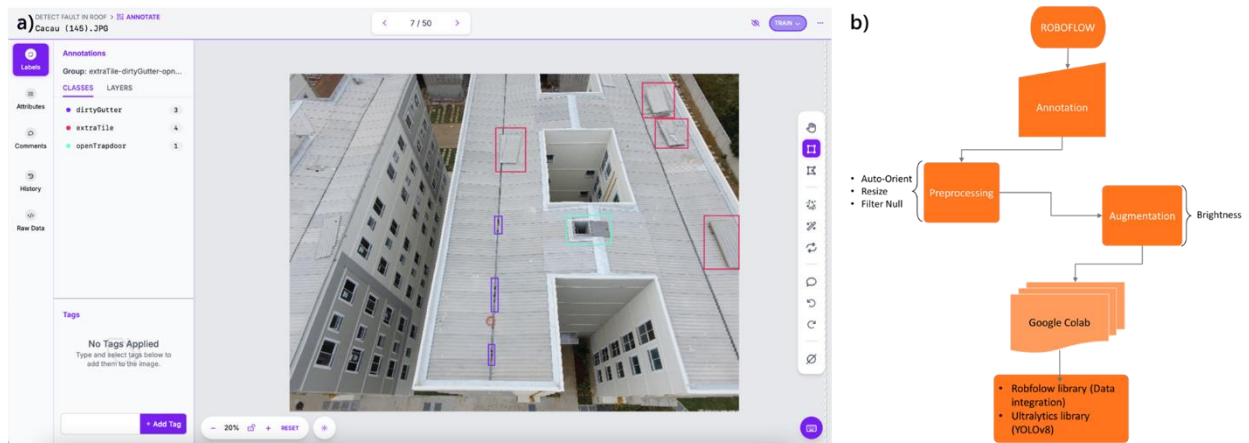 a)
DETECT FAULT IN ROOF > ANNOTATE
Cacau (145).JPG
< 7 / 50 >
TRAIN
Labels
Attributes
Comments
History
Raw Data
Annotations
Group: extraTile-dirtyGutter-opn...
CLASSES LAYERS
dirtyGutter 3
extraTile 4
openTrapdoor 1
Tags
No Tags Applied
Type and select tags below to
add them to the image.
+ Add Tag
- 20% + RESET
b)
ROBOFLOW
Annotation
• Auto-Orient
• Resize
• Filter Null
Preprocessing
Augmentation
Brightness
Google Colab
• Robfolow library (Data
integration)
• Ultralytics library
(YOLOv8)